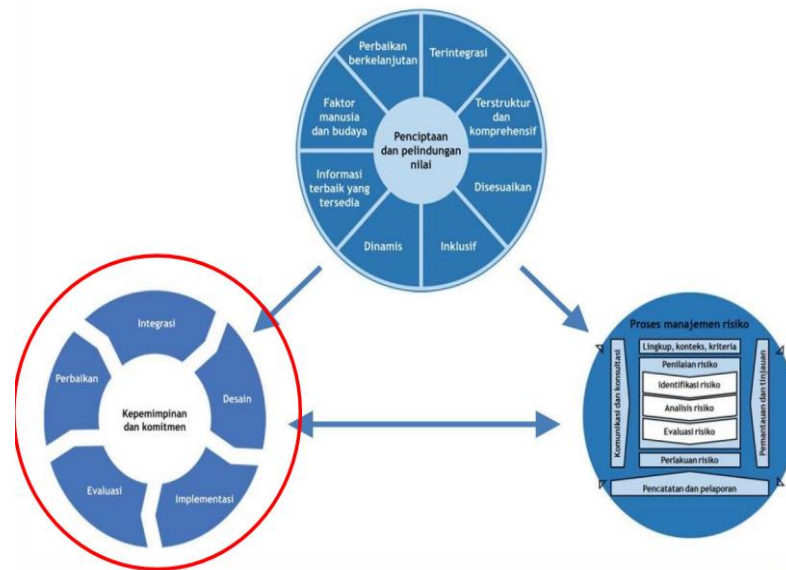 Perbaikan
berkelanjutan
Terintegrasi
Faktor
manusia
dan budaya
Terstruktur
dan
komprehensif
Penciptaan
dan pelindungan
nilai
Informasi
terbaik yang
tersedia
Disesuaikan
Dinamis
Inklusif
Integrasi
Perbaikan
Desain
Kepemimpinan
dan komitmen
Evaluasi
Implementasi
Proses manajemen risiko
Lingkup, konteks, kriteria
Penilaian risiko
Identifikasi risiko
Analisis risiko
Evaluasi risiko
Perlakuan risiko
Komunikasi dan konsultasi
Pemantauan dan tinjauan
Pencatatan dan pelaporan